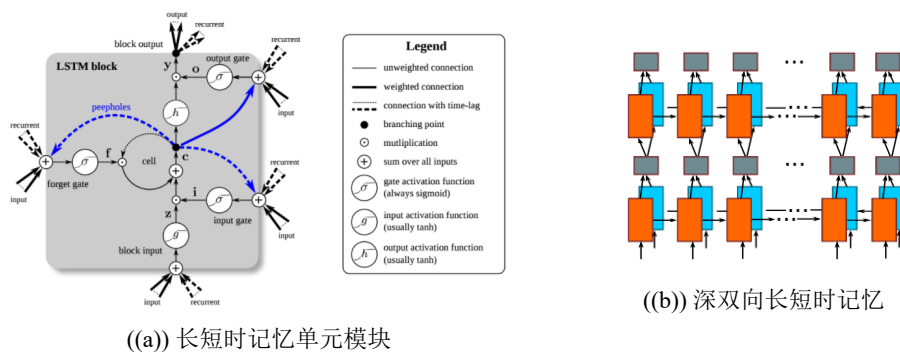 output
block output
recurrent
LSTM block
y
o
output gate
σ
input
h
peepholes
recurrent
f
cell
c
σ
forget gate
input
recurrent
i
σ
input gate
z
input
g
block input
input
recurrent
Legend
unweighted connection
weighted connection
connection with time-lag
branching point
mutliplication
sum over all inputs
σ
gate activation function
(always sigmoid)
g
input activation function
(usually tanh)
h
output activation function
(usually tanh)
((a)) 长短时记忆单元模块
((b)) 深双向长短时记忆